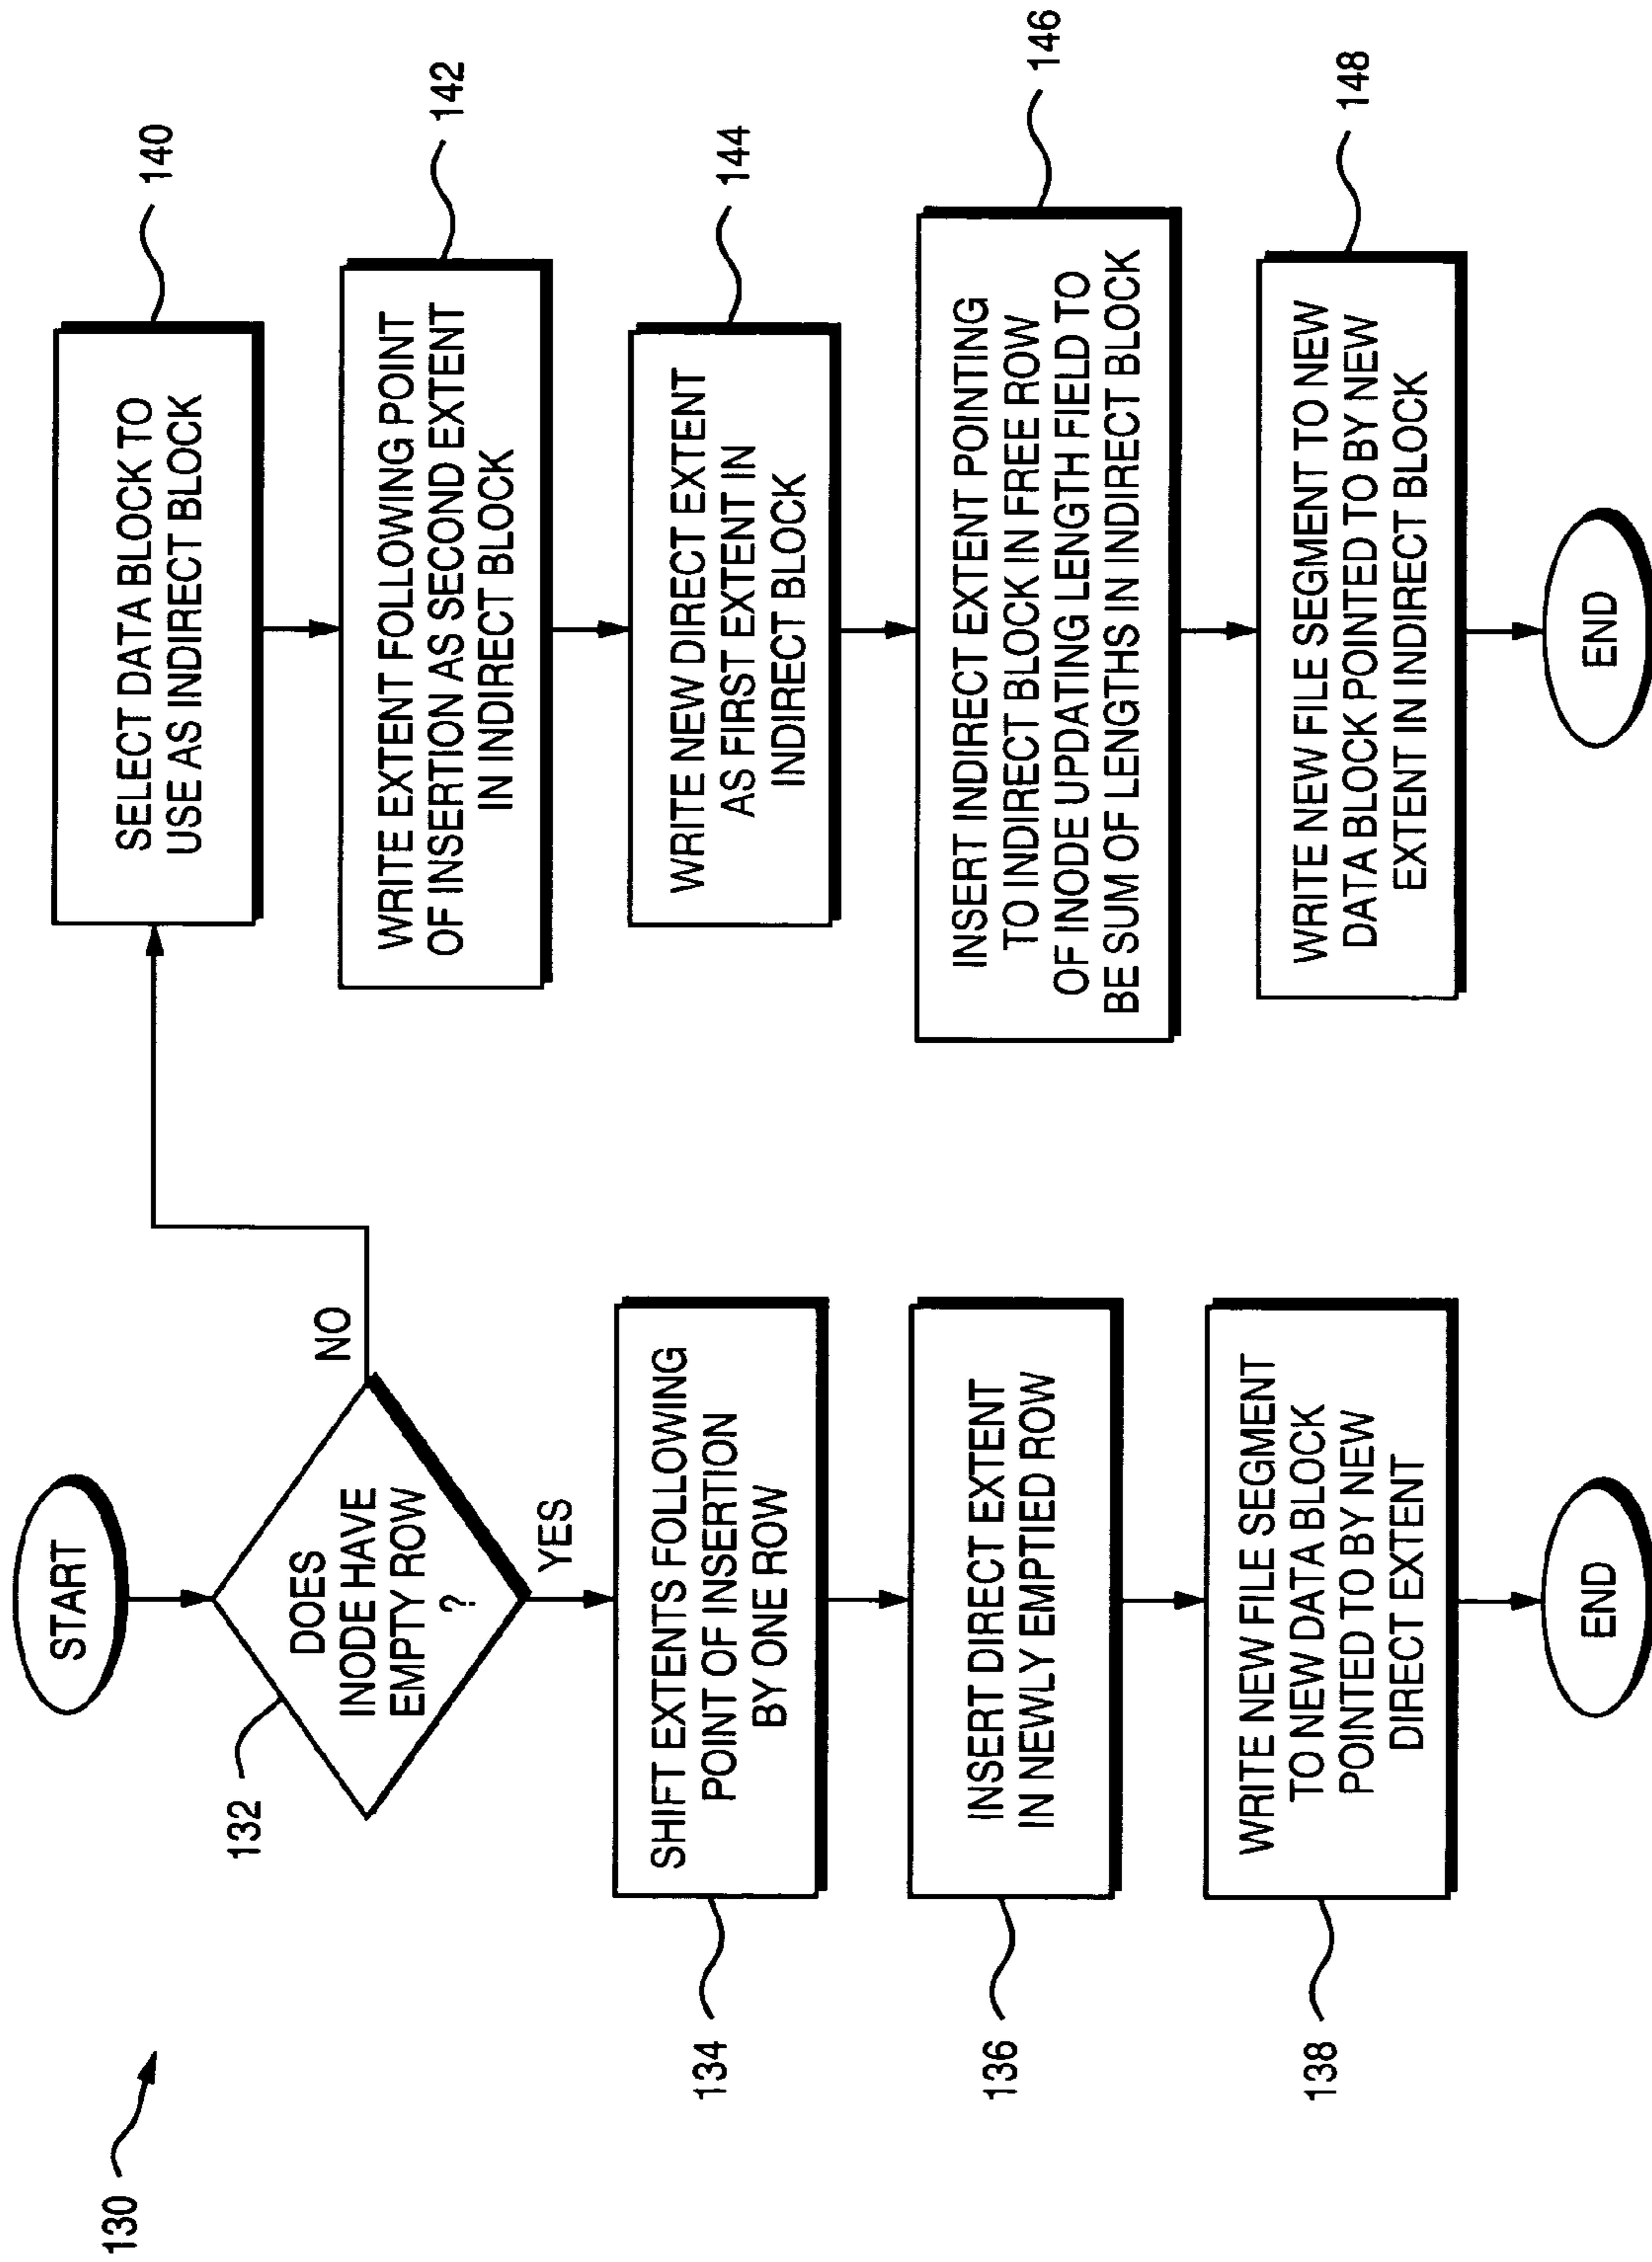 130
START
132
DOES
INODE HAVE
EMPTY ROW
?
NO
YES
134
SHIFT EXTENTS FOLLOWING
POINT OF INSERTION
BY ONE ROW
136
INSERT DIRECT EXTENT
IN NEWLY EMPTIED ROW
138
WRITE NEW FILE SEGMENT
TO NEW DATA BLOCK
POINTED TO BY NEW
DIRECT EXTENT
END
140
SELECT DATA BLOCK TO
USE AS INDIRECT BLOCK
142
WRITE EXTENT FOLLOWING POINT
OF INSERTION AS SECOND EXTENT
IN INDIRECT BLOCK
144
WRITE NEW DIRECT EXTENT
AS FIRST EXTENT IN
INDIRECT BLOCK
146
INSERT INDIRECT EXTENT POINTING
TO INDIRECT BLOCK IN FREE ROW
OF INODE UPDATING LENGTH FIELD TO
BE SUM OF LENGTHS IN INDIRECT BLOCK
148
WRITE NEW FILE SEGMENT TO NEW
DATA BLOCK POINTED TO BY NEW
EXTENT IN INDIRECT BLOCK
END